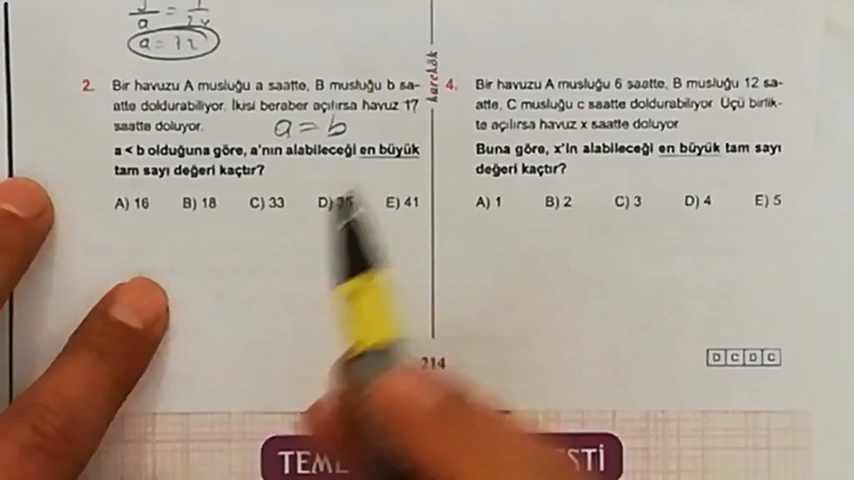 a = 12
2. Bir havuzu A musluğu a saatte, B musluğu b sa-
atte doldurabiliyor. İkisi beraber açılırsa havuz 17
saatte doluyor.
a = b
a < b olduğuna göre, a'nın alabileceği en büyük
tam sayı değeri kaçtır?
A) 16 B) 18 C) 33 D) 35 E) 41
karekök
4. Bir havuzu A musluğu 6 saatte, B musluğu 12 sa-
atte, C musluğu c saatte doldurabiliyor. Üçü birlik-
te açılırsa havuz x saatte doluyor.
Buna göre, x'in alabileceği en büyük tam sayı
değeri kaçtır?
A) 1 B) 2 C) 3 D) 4 E) 5
D C D C
214
TEME
STİ